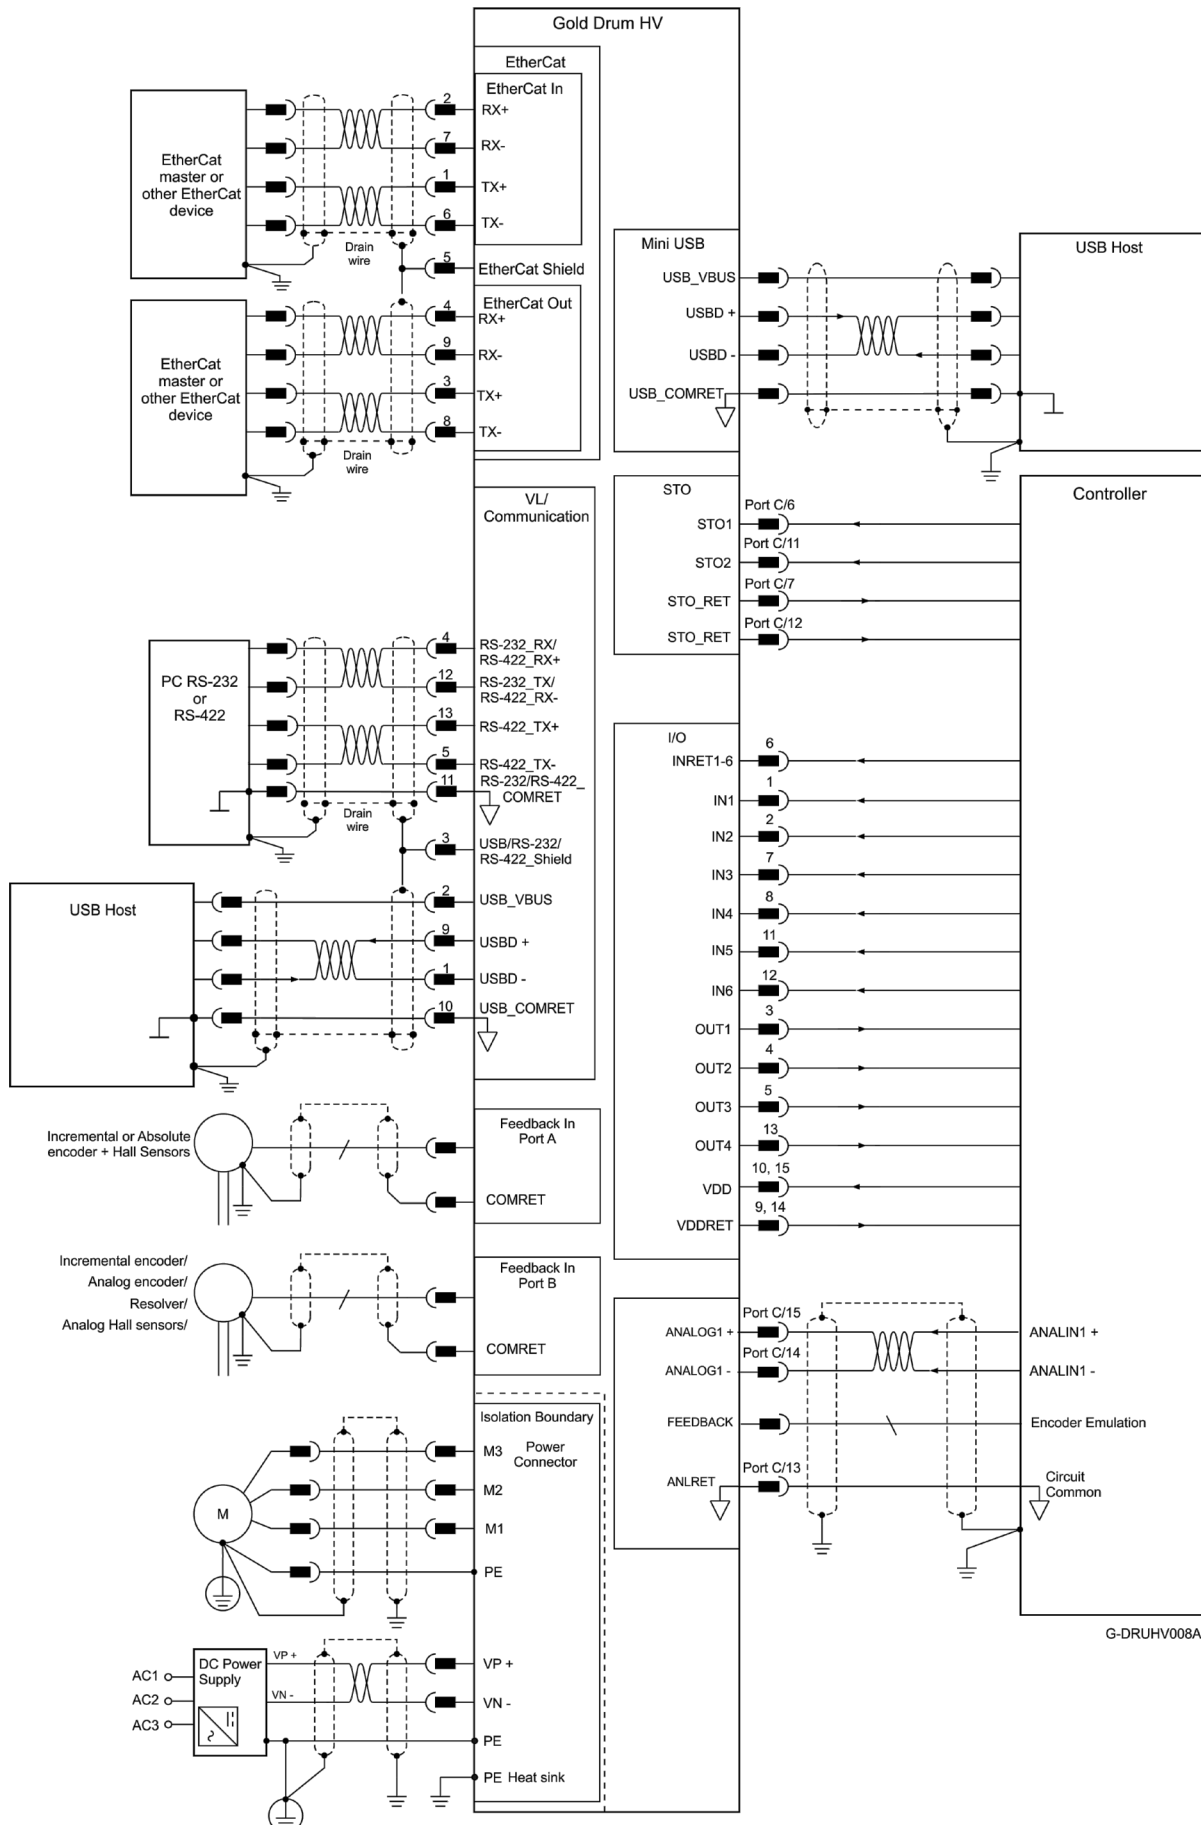 Gold Drum HV
EtherCat
EtherCat In
EtherCat
master or
other EtherCat
device
2
RX+
7
RX-
1
TX+
6
TX-
Drain
wire
5
EtherCat Shield
EtherCat Out
EtherCat
master or
other EtherCat
device
4
RX+
9
RX-
3
TX+
8
TX-
Drain
wire
VL/
Communication
PC RS-232
or
RS-422
4
RS-232_RX/
RS-422_RX+
12
RS-232_TX/
RS-422_RX-
13
RS-422_TX+
5
RS-422_TX-
11
RS-232/RS-422_
COMRET
Drain
wire
3
USB/RS-232/
RS-422_Shield
USB Host
2
USB_VBUS
9
USBD +
1
USBD -
10
USB_COMRET
Incremental or Absolute
encoder + Hall Sensors
Feedback In
Port A
COMRET
Incremental encoder/
Analog encoder/
Resolver/
Analog Hall sensors/
Feedback In
Port B
COMRET
Isolation Boundary
Power
Connector
M
M3
M2
M1
PE
DC Power
Supply
AC1
AC2
AC3
VP +
VN -
VP +
VN -
PE
PE Heat sink
Mini USB
USB_VBUS
USBD +
USBD -
USB_COMRET
USB Host
STO
Controller
Port C/6
STO1
Port C/11
STO2
Port C/7
STO_RET
Port C/12
STO_RET
I/O
6
INRET1-6
1
IN1
2
IN2
7
IN3
8
IN4
11
IN5
12
IN6
3
OUT1
4
OUT2
5
OUT3
13
OUT4
10, 15
VDD
9, 14
VDDRET
Port C/15
ANALOG1 +
ANALIN1 +
Port C/14
ANALOG1 -
ANALIN1 -
FEEDBACK
Encoder Emulation
Port C/13
ANLRET
Circuit
Common
G-DRUHV008A